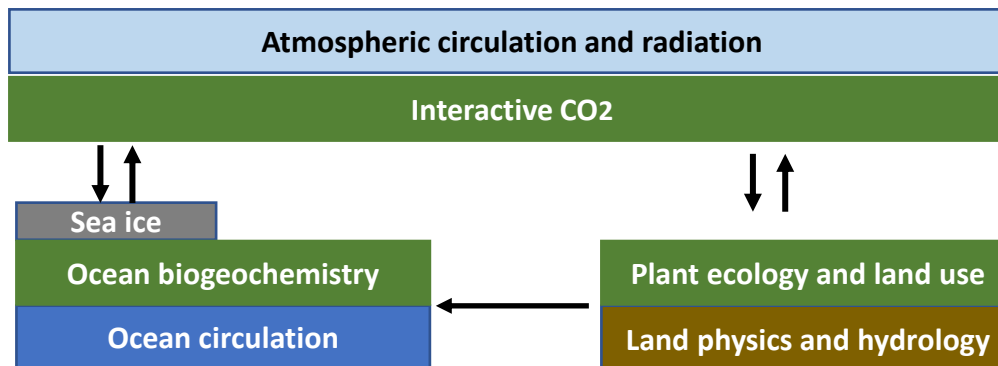 Atmospheric circulation and radiation
Interactive CO2
Sea ice
Ocean biogeochemistry
Plant ecology and land use
Ocean circulation
Land physics and hydrology